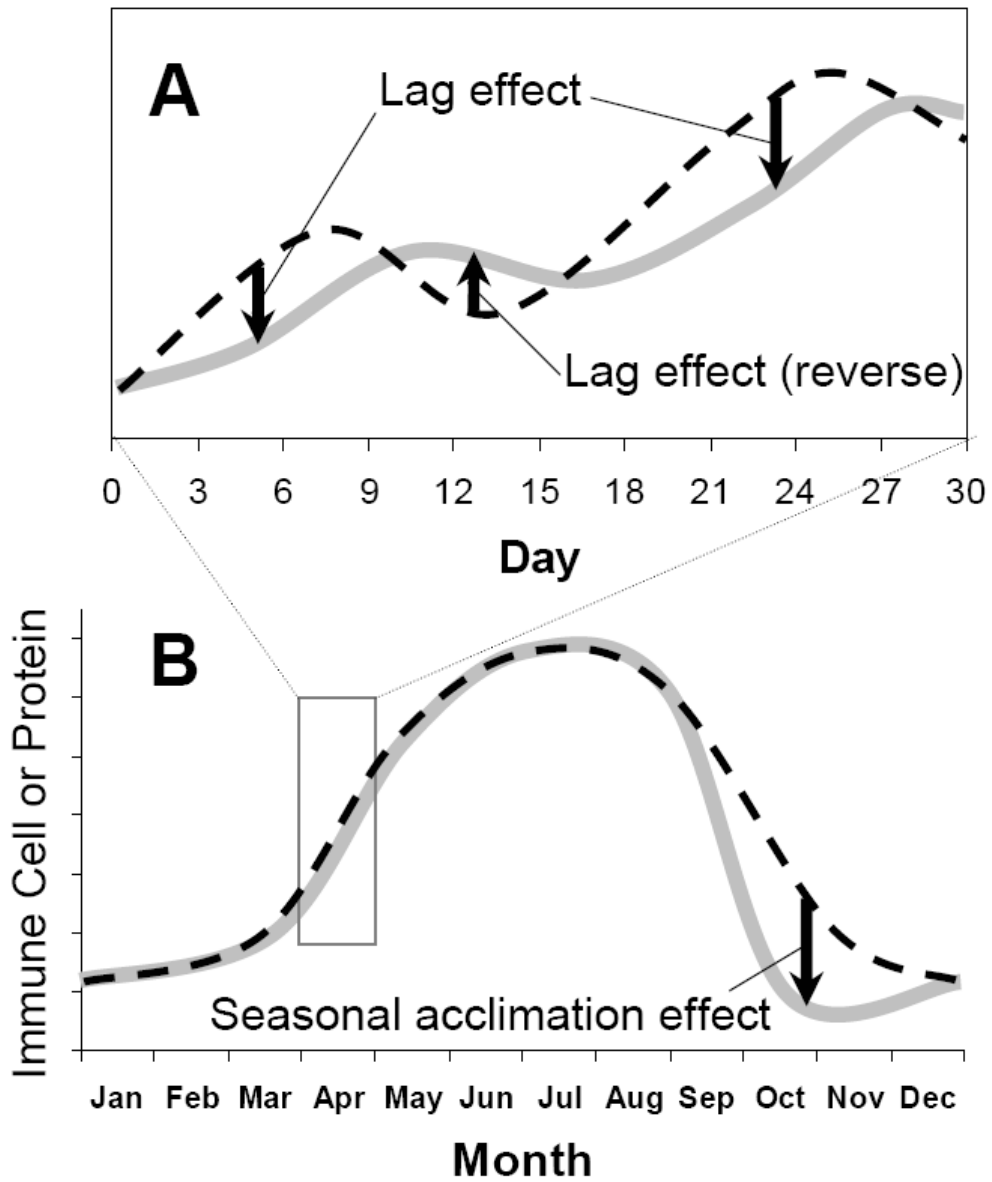 A
Lag effect
Lag effect (reverse)
0 3 6 9 12 15 18 21 24 27 30
Day
B
Immune Cell or Protein
Seasonal acclimation effect
Jan Feb Mar Apr May Jun Jul Aug Sep Oct Nov Dec
Month